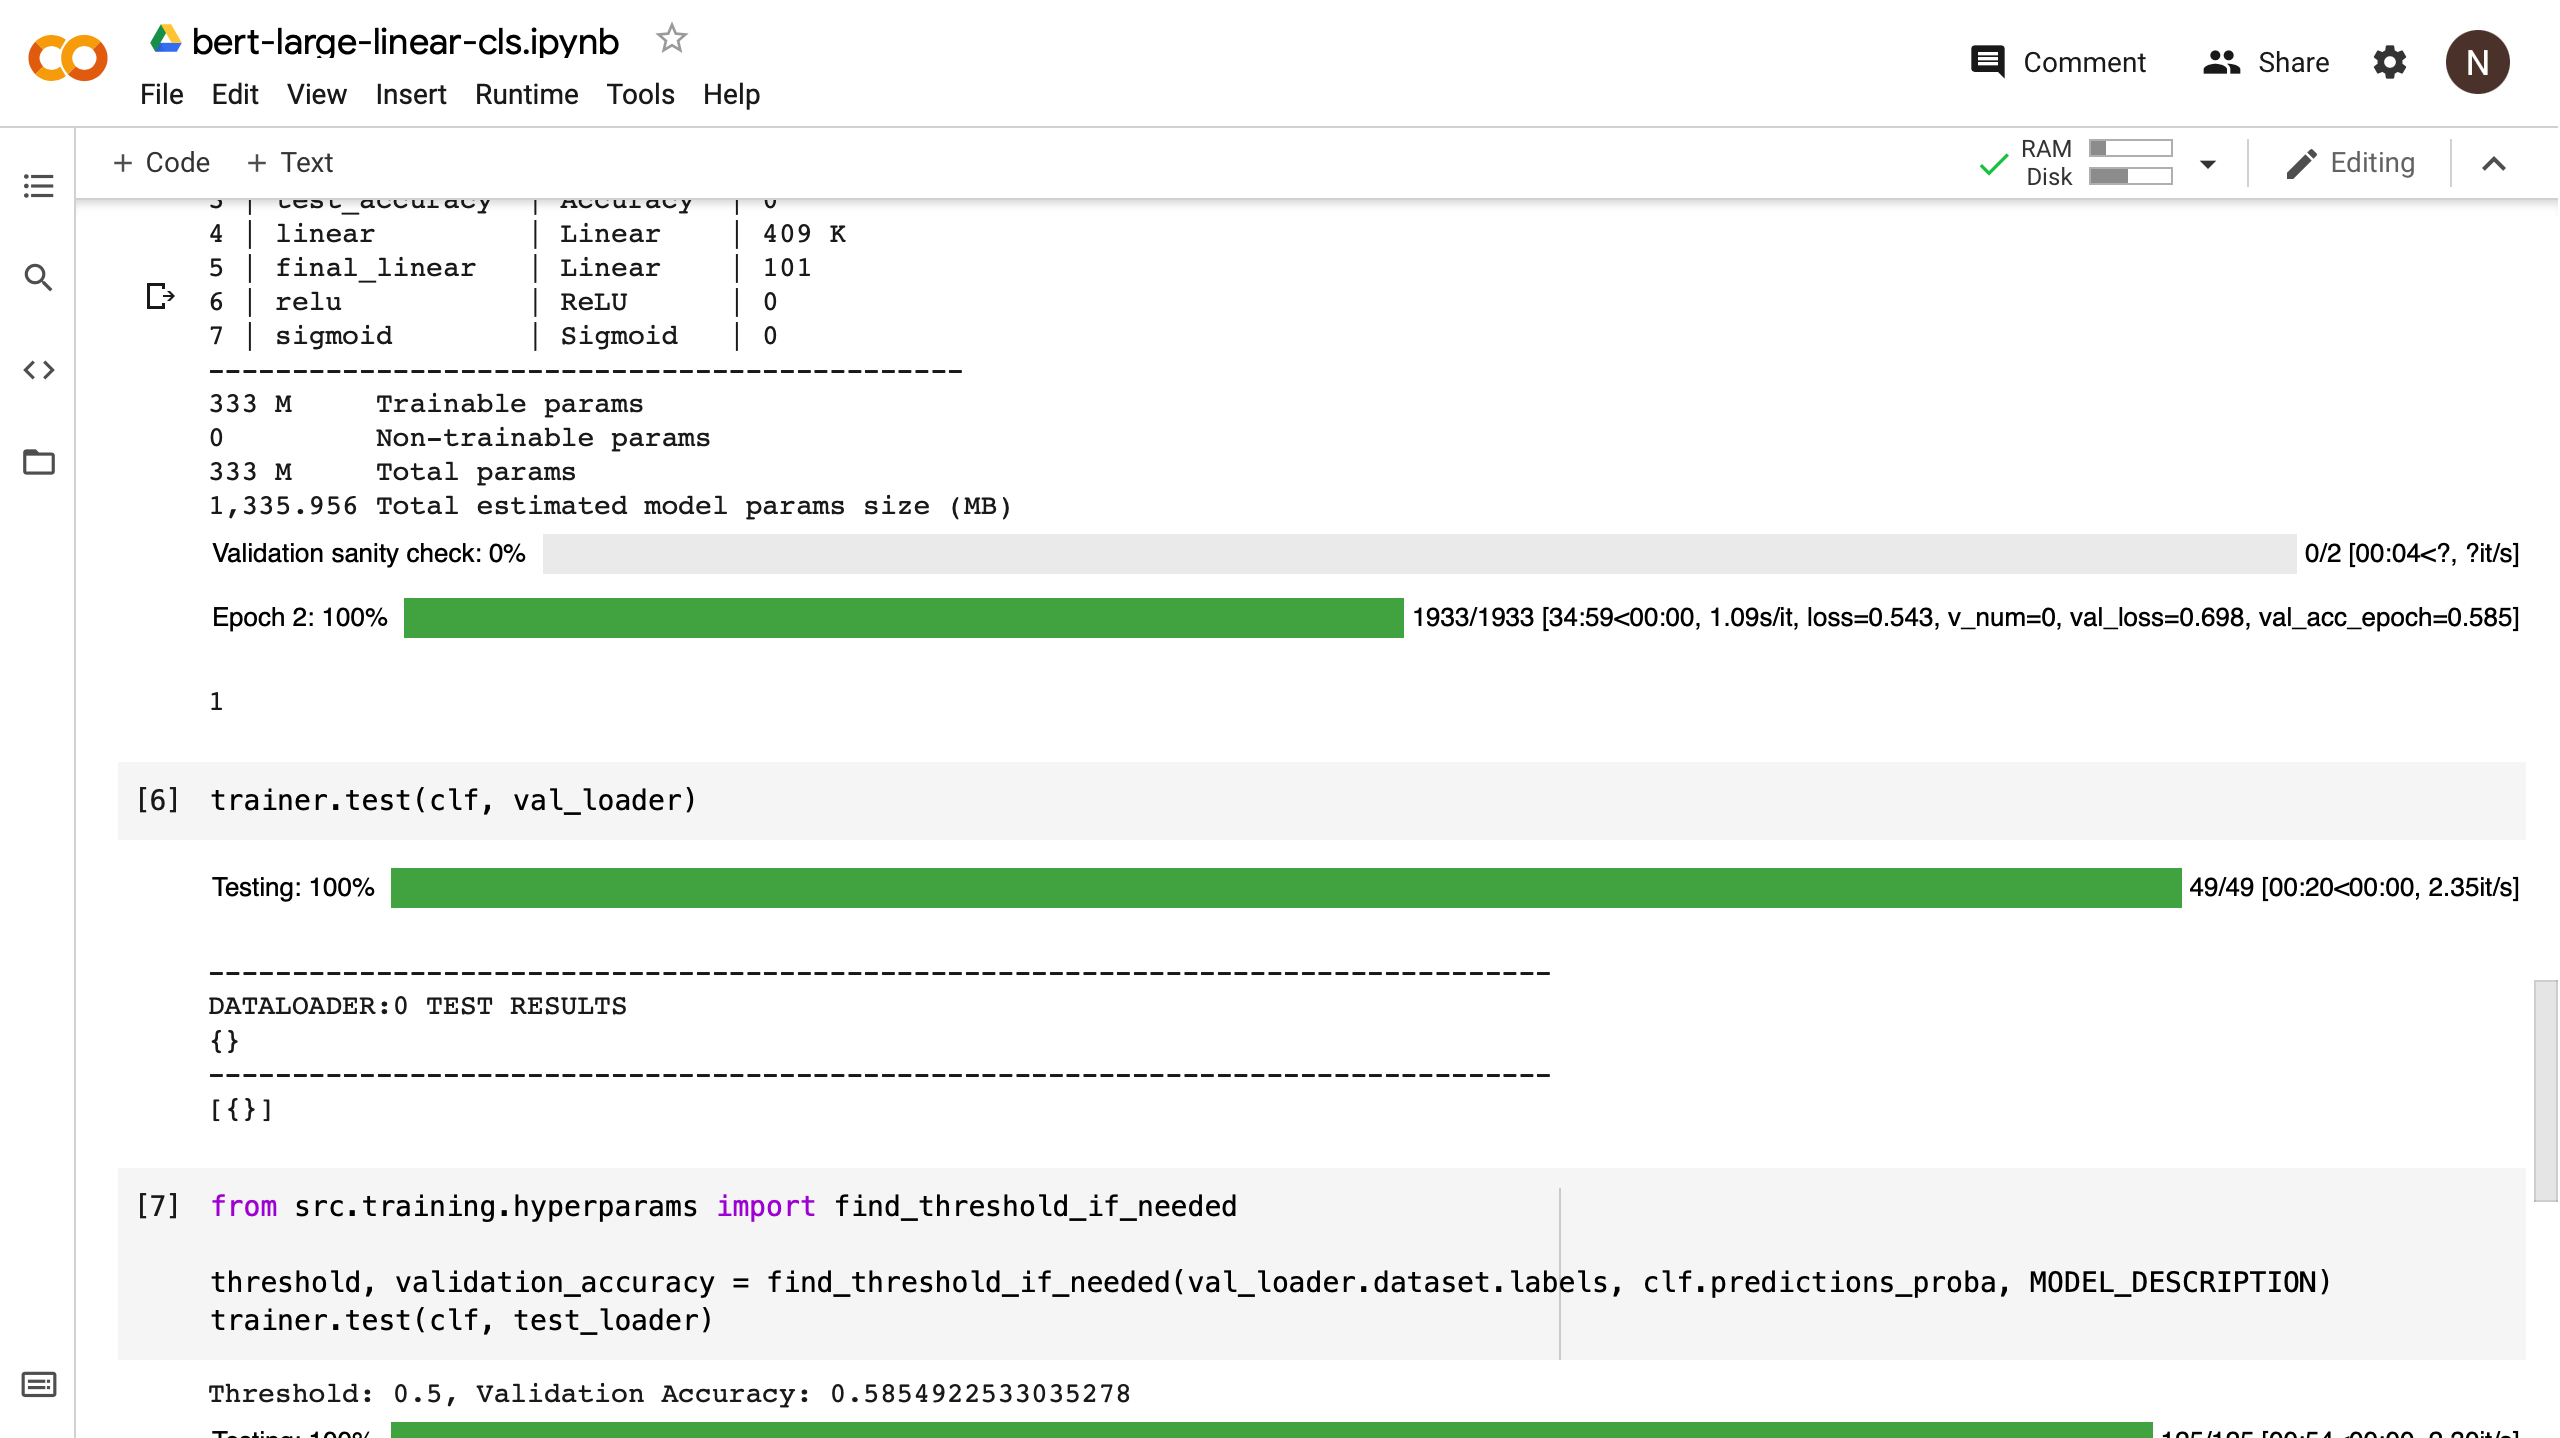 bert-large-linear-cls.ipynb
Comment
Share
N
File Edit View Insert Runtime Tools Help
+ Code + Text
RAM
Disk
Editing
3 | test_accuracy | Accuracy | 0
4 | linear | Linear | 409 K
5 | final_linear | Linear | 101
6 | relu | ReLU | 0
7 | sigmoid | Sigmoid | 0
---------------------------------------------
333 M Trainable params
0 Non-trainable params
333 M Total params
1,335.956 Total estimated model params size (MB)
Validation sanity check: 0% 0/2 [00:04<?, ?it/s]
Epoch 2: 100% 1933/1933 [34:59<00:00, 1.09s/it, loss=0.543, v_num=0, val_loss=0.698, val_acc_epoch=0.585]
1
[6] trainer.test(clf, val_loader)
Testing: 100% 49/49 [00:20<00:00, 2.35it/s]
--------------------------------------------------------------------------------
DATALOADER:0 TEST RESULTS
{}
--------------------------------------------------------------------------------
[{}]
[7] from src.training.hyperparams import find_threshold_if_needed
threshold, validation_accuracy = find_threshold_if_needed(val_loader.dataset.labels, clf.predictions_proba, MODEL_DESCRIPTION)
trainer.test(clf, test_loader)
Threshold: 0.5, Validation Accuracy: 0.5854922533035278
Testing: 100%